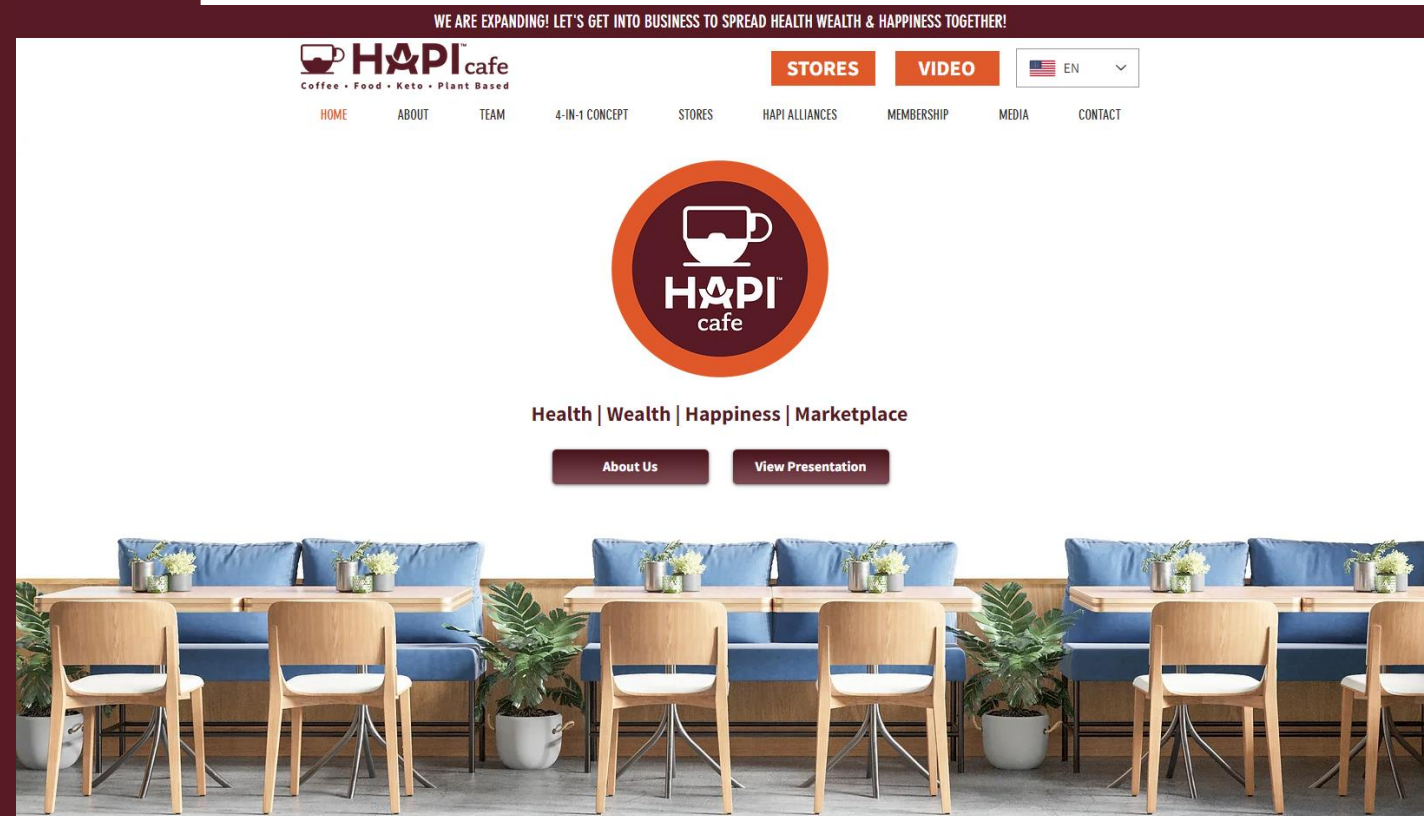 WE ARE EXPANDING! LET'S GET INTO BUSINESS TO SPREAD HEALTH WEALTH & HAPPINESS TOGETHER!
HAPI™ cafe
Coffee • Food • Keto • Plant Based
STORES
VIDEO
EN
HOME
ABOUT
TEAM
4-IN-1 CONCEPT
STORES
HAPI ALLIANCES
MEMBERSHIP
MEDIA
CONTACT
HAPI™
cafe
Health | Wealth | Happiness | Marketplace
About Us
View Presentation